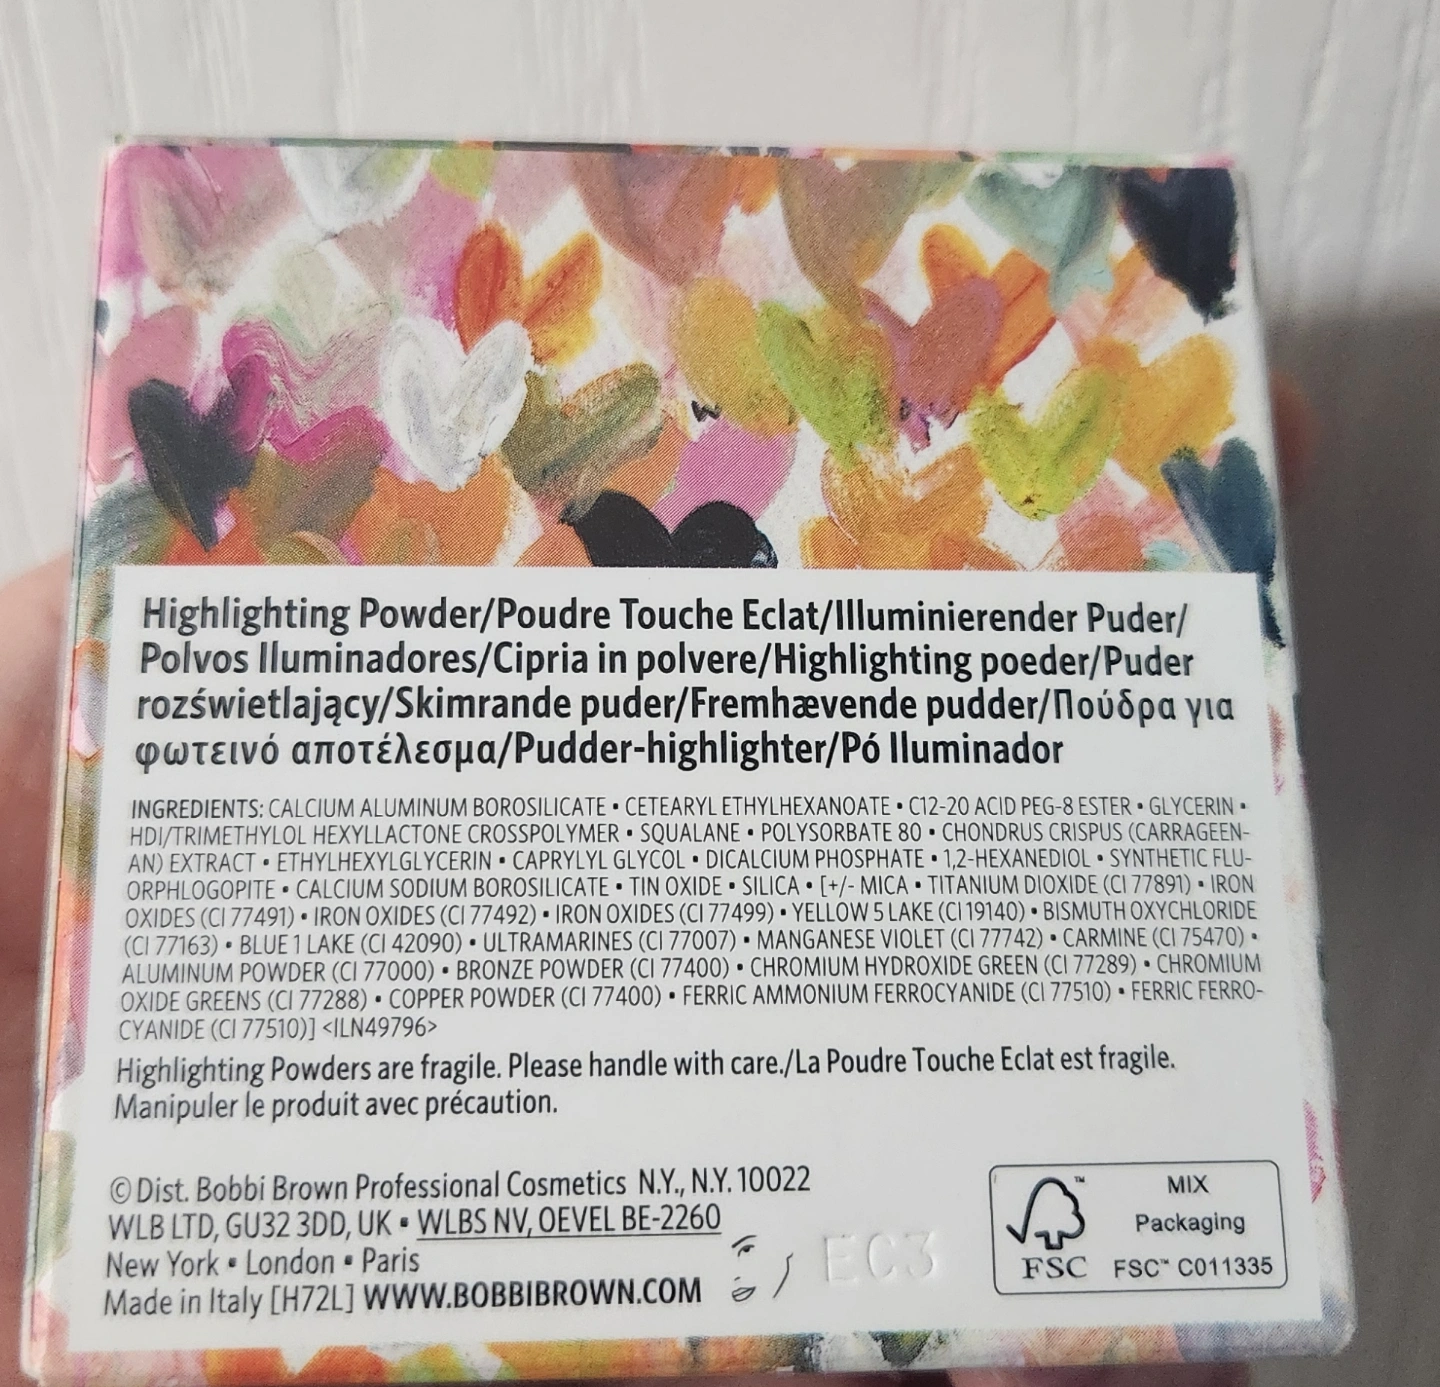 Highlighting Powder/Poudre Touche Eclat/Illuminierender Puder/
Polvos Iluminadores/Cipria in polvere/Highlighting poeder/Puder
rozświetlający/Skimrande puder/Fremhævende pudder/Πούδρα για
φωτεινό αποτέλεσμα/Pudder-highlighter/Pó Iluminador
INGREDIENTS: CALCIUM ALUMINUM BOROSILICATE • CETEARYL ETHYLHEXANOATE • C12-20 ACID PEG-8 ESTER • GLYCERIN •
HDI/TRIMETHYLOL HEXYLLACTONE CROSSPOLYMER • SQUALANE • POLYSORBATE 80 • CHONDRUS CRISPUS (CARRAGEEN-
AN) EXTRACT • ETHYLHEXYLGLYCERIN • CAPRYLYL GLYCOL • DICALCIUM PHOSPHATE • 1,2-HEXANEDIOL • SYNTHETIC FLU-
ORPHLOGOPITE • CALCIUM SODIUM BOROSILICATE • TIN OXIDE • SILICA • [+/- MICA • TITANIUM DIOXIDE (CI 77891) • IRON
OXIDES (CI 77491) • IRON OXIDES (CI 77492) • IRON OXIDES (CI 77499) • YELLOW 5 LAKE (CI 19140) • BISMUTH OXYCHLORIDE
(CI 77163) • BLUE 1 LAKE (CI 42090) • ULTRAMARINES (CI 77007) • MANGANESE VIOLET (CI 77742) • CARMINE (CI 75470) •
ALUMINUM POWDER (CI 77000) • BRONZE POWDER (CI 77400) • CHROMIUM HYDROXIDE GREEN (CI 77289) • CHROMIUM
OXIDE GREENS (CI 77288) • COPPER POWDER (CI 77400) • FERRIC AMMONIUM FERROCYANIDE (CI 77510) • FERRIC FERRO-
CYANIDE (CI 77510)] <ILN49796>
Highlighting Powders are fragile. Please handle with care./La Poudre Touche Eclat est fragile.
Manipuler le produit avec précaution.
© Dist. Bobbi Brown Professional Cosmetics N.Y., N.Y. 10022
WLB LTD, GU32 3DD, UK • WLBS NV, OEVEL BE-2260
New York • London • Paris
Made in Italy [H72L] WWW.BOBBIBROWN.COM
EC3
FSC™
MIX
Packaging
FSC™ C011335